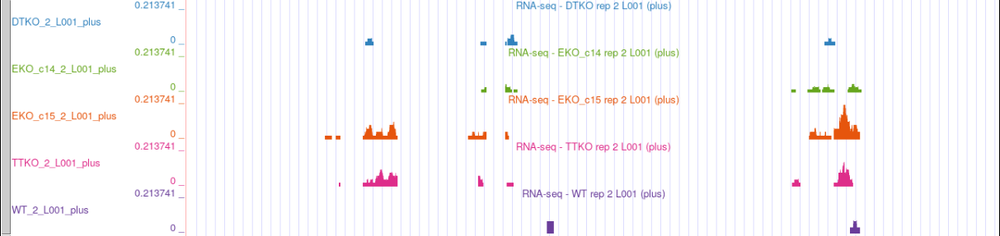 0.213741 _ RNA-seq - DTKO rep 2 L001 (plus)
DTKO_2_L001_plus
0 _
0.213741 _ RNA-seq - EKO_c14 rep 2 L001 (plus)
EKO_c14_2_L001_plus
0 _
0.213741 _ RNA-seq - EKO_c15 rep 2 L001 (plus)
EKO_c15_2_L001_plus
0 _
0.213741 _ RNA-seq - TTKO rep 2 L001 (plus)
TTKO_2_L001_plus
0 _
0.213741 _ RNA-seq - WT rep 2 L001 (plus)
WT_2_L001_plus
0 _